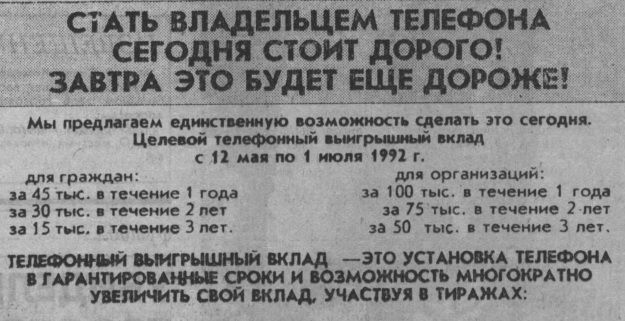 СТАТЬ ВЛАДЕЛЬЦЕМ ТЕЛЕФОНА
СЕГОДНЯ СТОИТ ДОРОГО!
ЗАВТРА ЭТО БУДЕТ ЕЩЕ ДОРОЖЕ!
Мы предлагаем единственную возможность сделать это сегодня.
Целевой телефонный выигрышный вклад
с 12 мая по 1 июля 1992 г.
для граждан:
за 45 тыс. в течение 1 года
за 30 тыс. в течение 2 лет
за 15 тыс. в течение 3 лет.
для организаций:
за 100 тыс. в течение 1 года
за 75 тыс. в течение 2 лет
за 50 тыс. в течение 3 лет.
ТЕЛЕФОННЫЙ ВЫИГРЫШНЫЙ ВКЛАД —ЭТО УСТАНОВКА ТЕЛЕФОНА
В ГАРАНТИРОВАННЫЕ СРОКИ И ВОЗМОЖНОСТЬ МНОГОКРАТНО
УВЕЛИЧИТЬ СВОЙ ВКЛАД, УЧАСТВУЯ В ТИРАЖАХ: